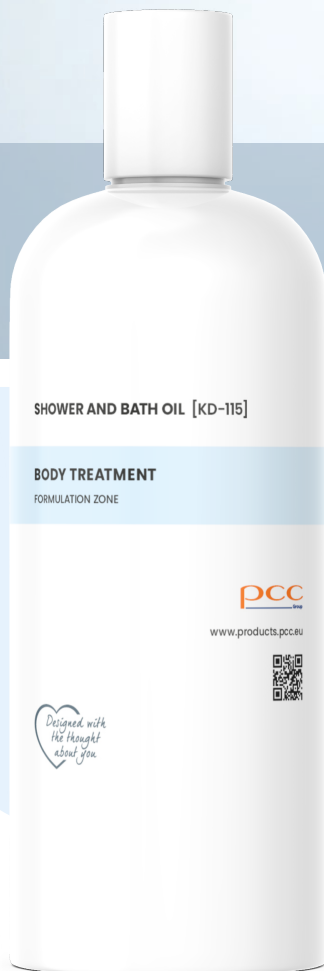 SHOWER AND BATH OIL [KD-115]
BODY TREATMENT
FORMULATION ZONE
pcc
Group
www.products.pcc.eu
Designed with
the thought
about you